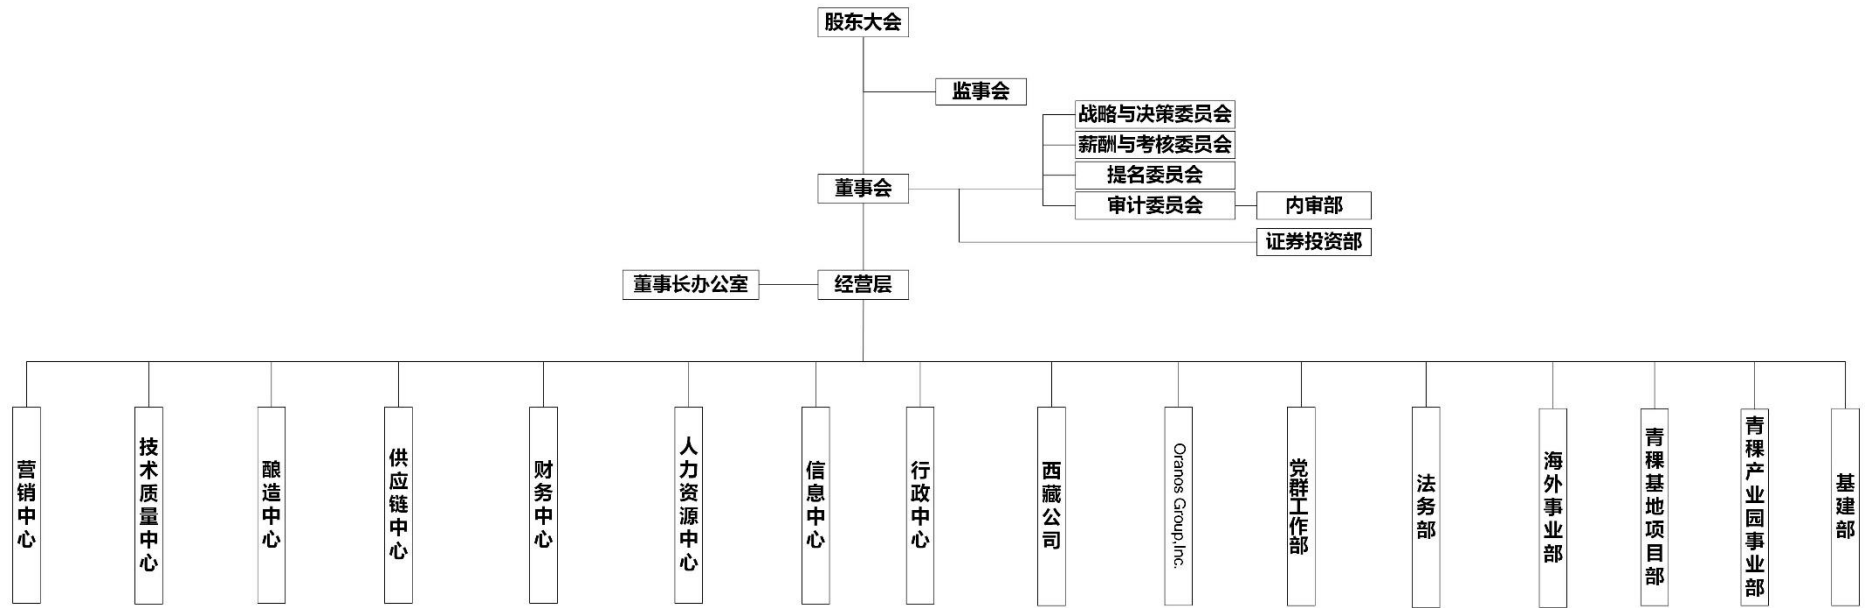 股东大会
监事会
战略与决策委员会
薪酬与考核委员会
提名委员会
董事会
审计委员会
内审部
证券投资部
董事长办公室
经营层
营销中心
技术质量中心
酿造中心
供应链中心
财务中心
人力资源中心
信息中心
行政中心
西藏公司
Oranos Group,Inc.
党群工作部
法务部
海外事业部
青稞基地项目部
青稞产业园事业部
基建部